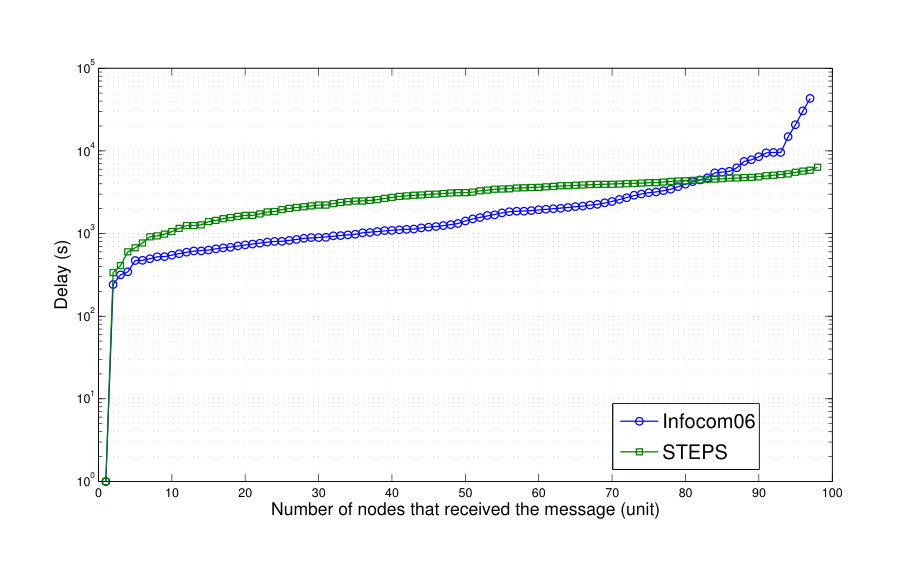 10^5
10^4
10^3
10^2
10^1
10^0
Delay (s)
0 10 20 30 40 50 60 70 80 90 100
Number of nodes that received the message (unit)
Infocom06
STEPS